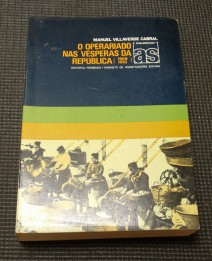 MANUEL VILLAVERDE CABRAL
O OPERARIADO
NAS VÉSPERAS DA
REPÚBLICA
1909
1910
as
EDITORIAL PRESENÇA / GABINETE DE INVESTIGAÇÕES SOCIAIS